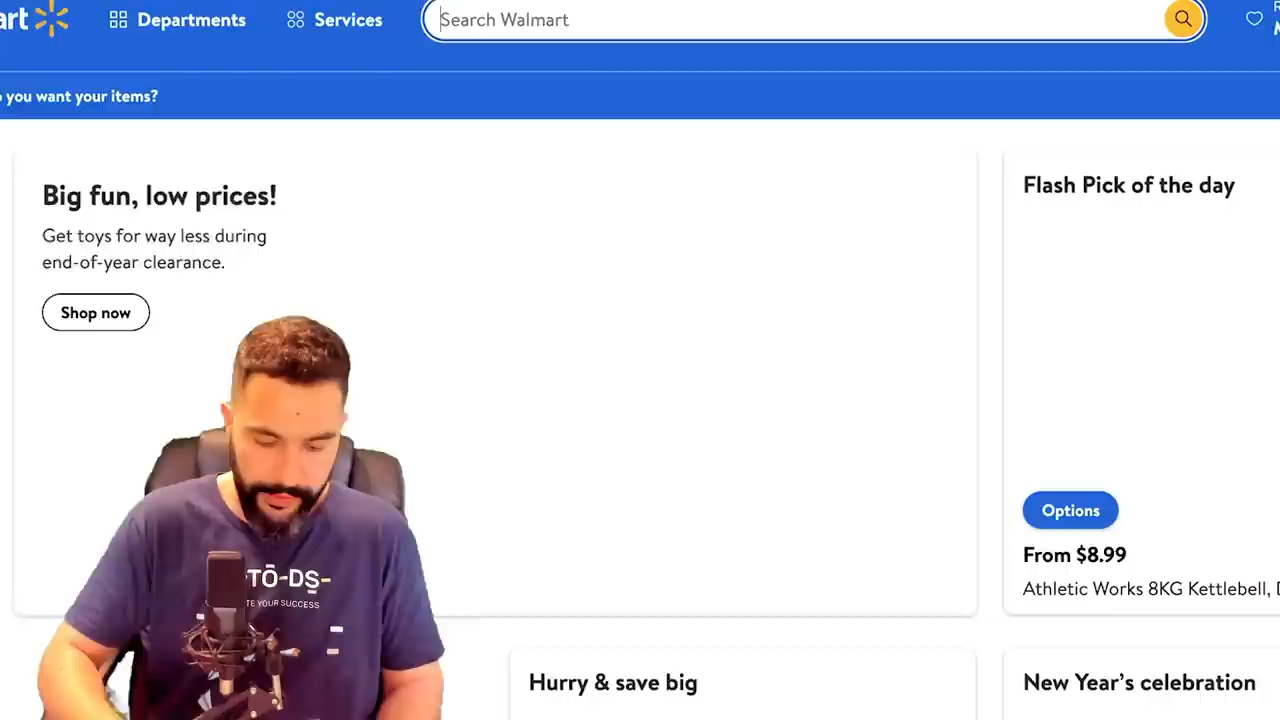 art
Departments
Services
Search Walmart
you want your items?
Big fun, low prices!
Get toys for way less during
end-of-year clearance.
Shop now
Flash Pick of the day
Options
From $8.99
Athletic Works 8KG Kettlebell,
TŌ-DS-
TE YOUR SUCCESS
Hurry & save big
New Year's celebration